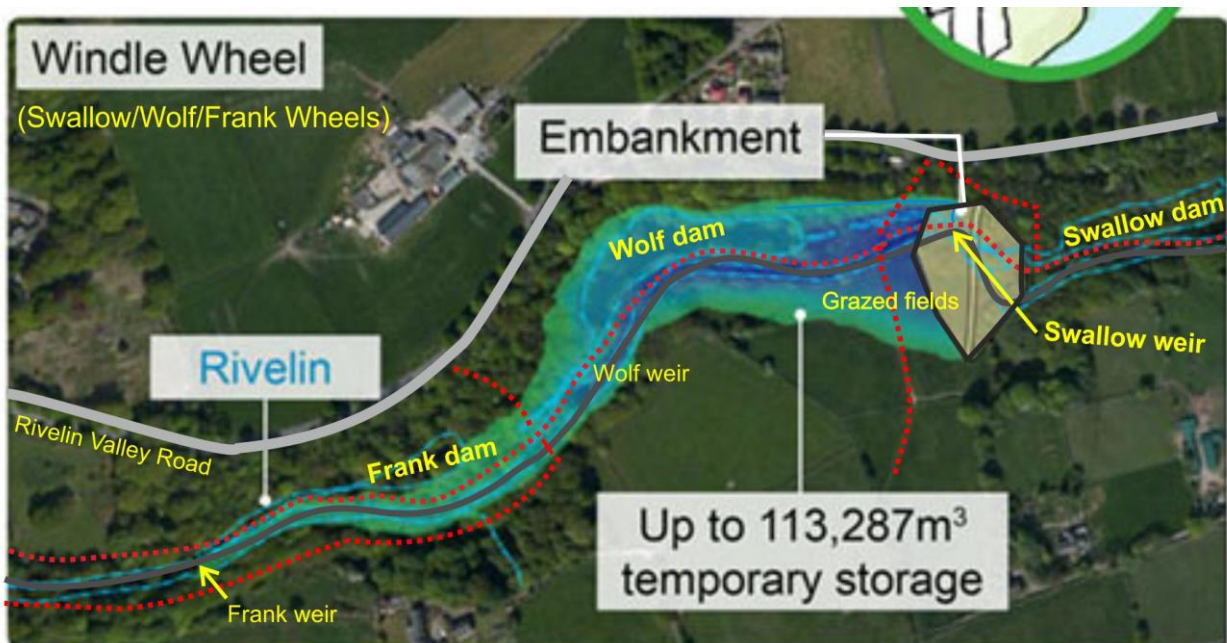 Windle Wheel
(Swallow/Wolf/Frank Wheels)
Embankment
Wolf dam
Swallow dam
Grazed fields
Swallow weir
Rivelin
Wolf weir
Rivelin Valley Road
Frank dam
Up to 113,287m³
temporary storage
Frank weir